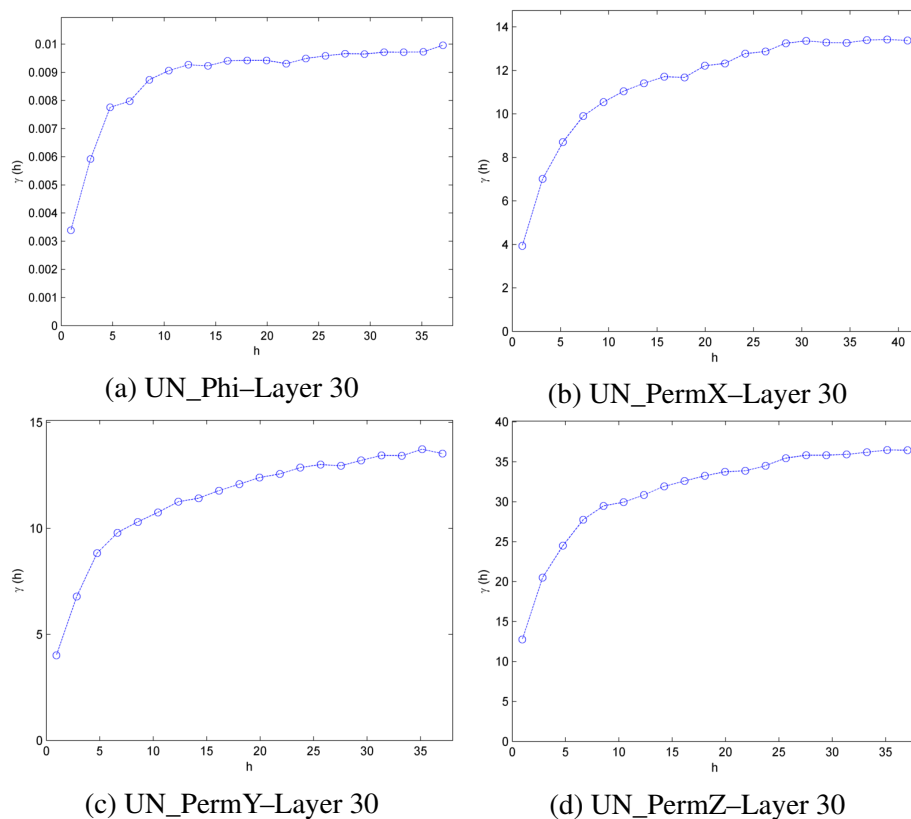 0.01
0.009
0.008
0.007
0.006
0.005
0.004
0.003
0.002
0.001
0
γ (h)
0 5 10 15 20 25 30 35
h
(a) UN_Phi–Layer 30
14
12
10
8
6
4
2
0
γ (h)
0 5 10 15 20 25 30 35 40
h
(b) UN_PermX–Layer 30
15
10
5
0
γ (h)
0 5 10 15 20 25 30 35
h
(c) UN_PermY–Layer 30
40
35
30
25
20
15
10
5
0
γ (h)
0 5 10 15 20 25 30 35
h
(d) UN_PermZ–Layer 30